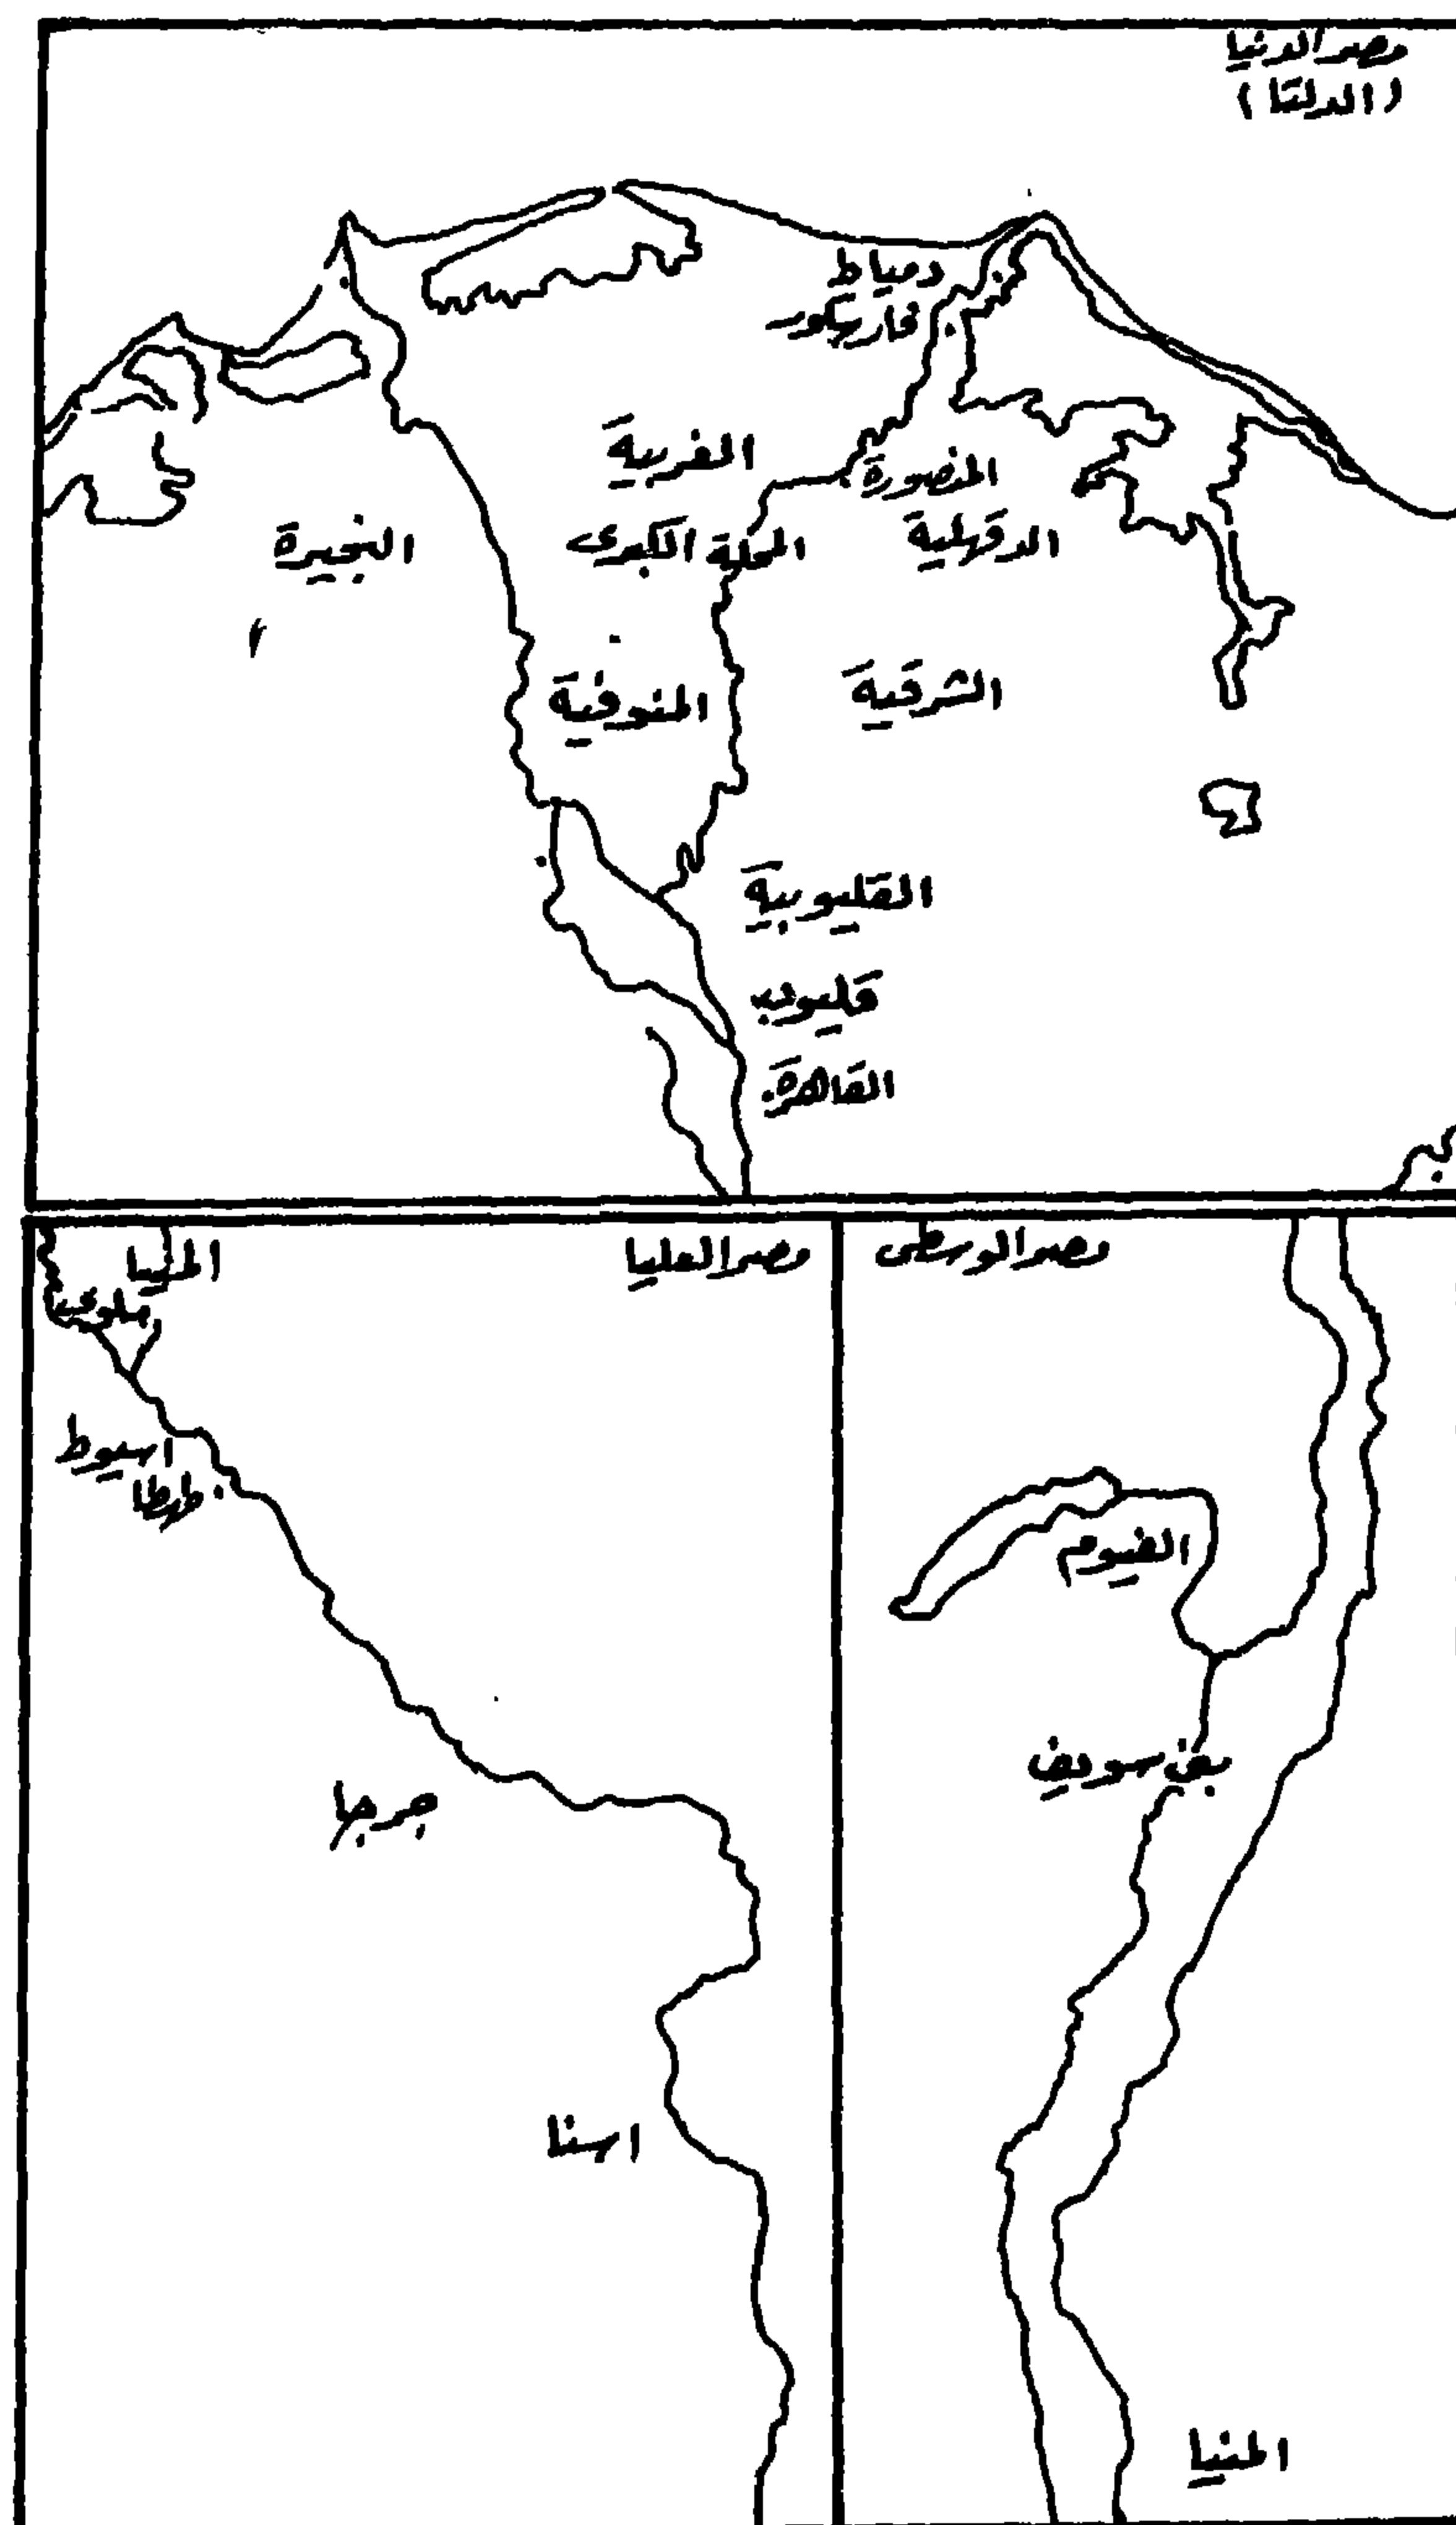 مصر الدنيا
(الدلتا)
دمياط
فارسكور
الغربية
المنصورة
المحلة الكبرى
الدقهلية
البحيرة
المنوفية
الشرقية
القليوبية
قليوب
القاهرة
مصر الوسطى
الفيوم
بني سويف
المنيا
مصر العليا
المنيا
ملوى
اسيوط
طهطا
جرجا
اسنا